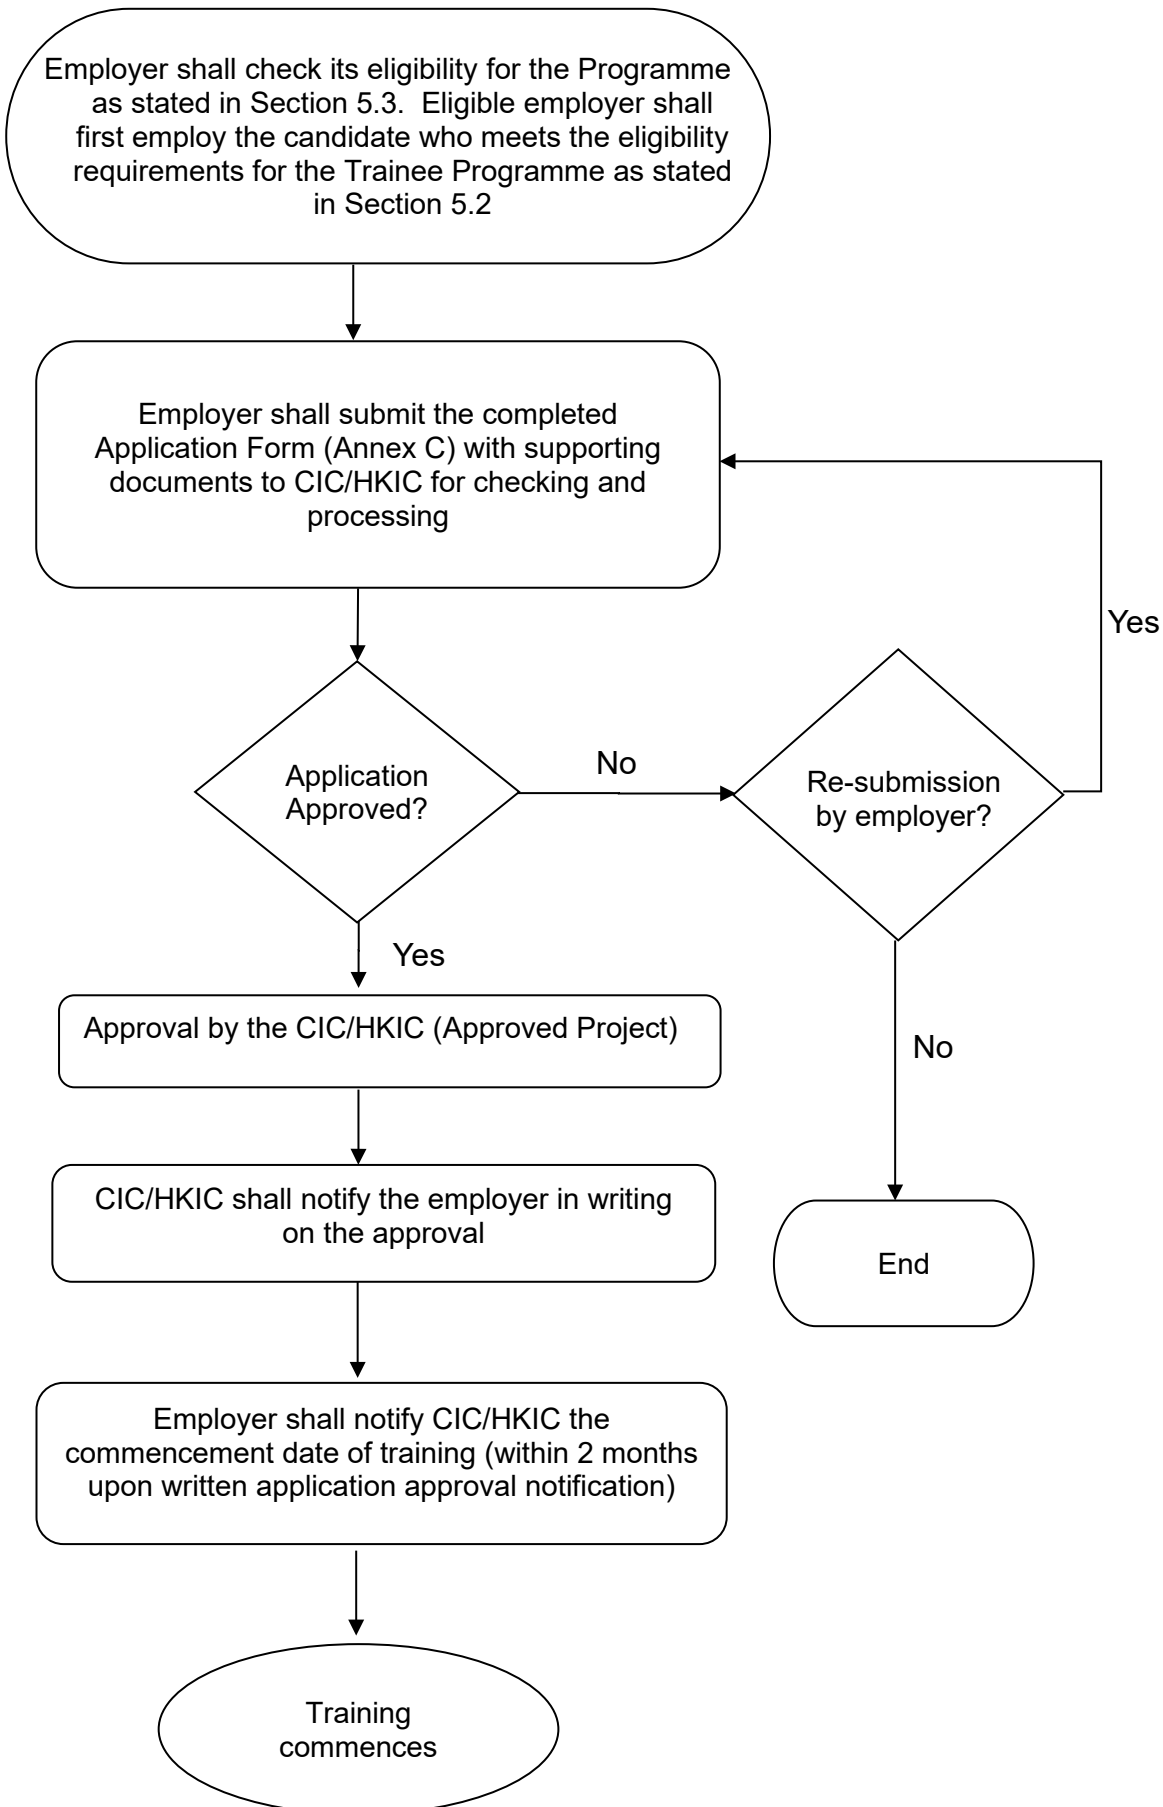 Employer shall check its eligibility for the Programme
as stated in Section 5.3.  Eligible employer shall
first employ the candidate who meets the eligibility
requirements for the Trainee Programme as stated
in Section 5.2
Employer shall submit the completed
Application Form (Annex C) with supporting
documents to CIC/HKIC for checking and
processing
Yes
Application
Approved?
No
Re-submission
by employer?
Yes
Approval by the CIC/HKIC (Approved Project)
No
CIC/HKIC shall notify the employer in writing
on the approval
End
Employer shall notify CIC/HKIC the
commencement date of training (within 2 months
upon written application approval notification)
Training
commences